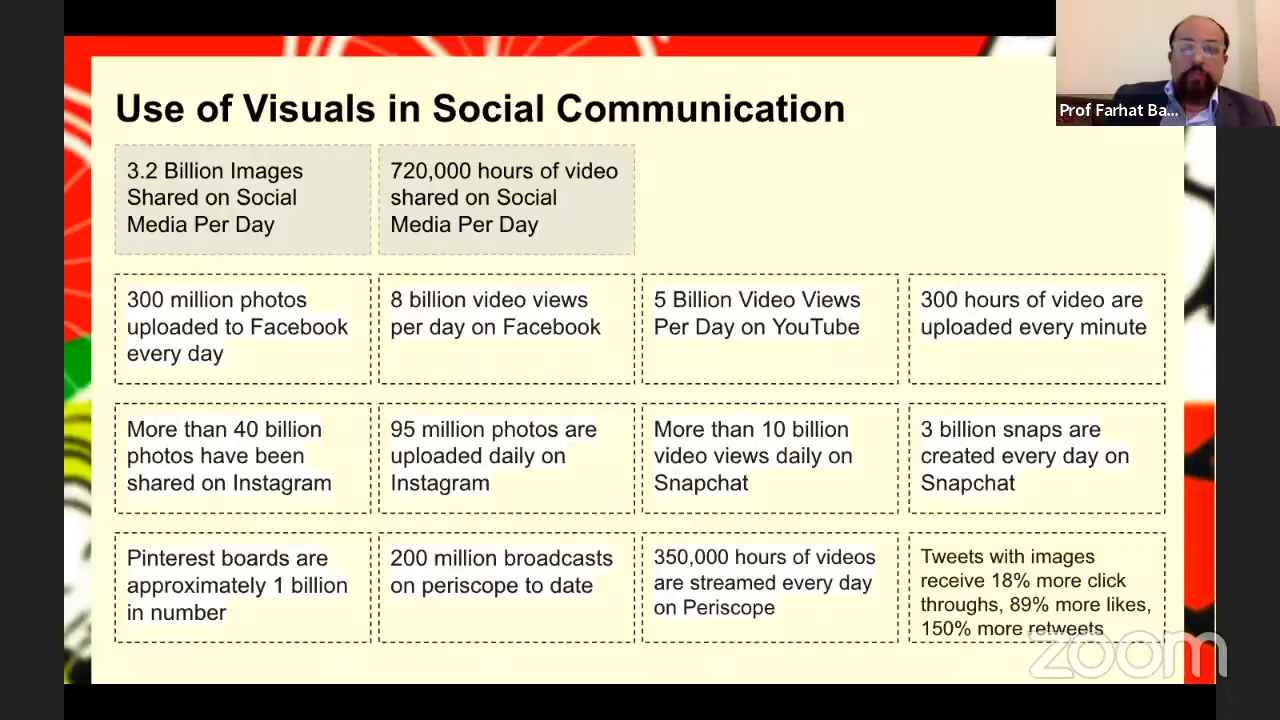 Use of Visuals in Social Communication
Prof Farhat Ba...
3.2 Billion Images
Shared on Social
Media Per Day
720,000 hours of video
shared on Social
Media Per Day
300 million photos
uploaded to Facebook
every day
8 billion video views
per day on Facebook
5 Billion Video Views
Per Day on YouTube
300 hours of video are
uploaded every minute
More than 40 billion
photos have been
shared on Instagram
95 million photos are
uploaded daily on
Instagram
More than 10 billion
video views daily on
Snapchat
3 billion snaps are
created every day on
Snapchat
Pinterest boards are
approximately 1 billion
in number
200 million broadcasts
on periscope to date
350,000 hours of videos
are streamed every day
on Periscope
Tweets with images
receive 18% more click
throughs, 89% more likes,
150% more retweets
zoom